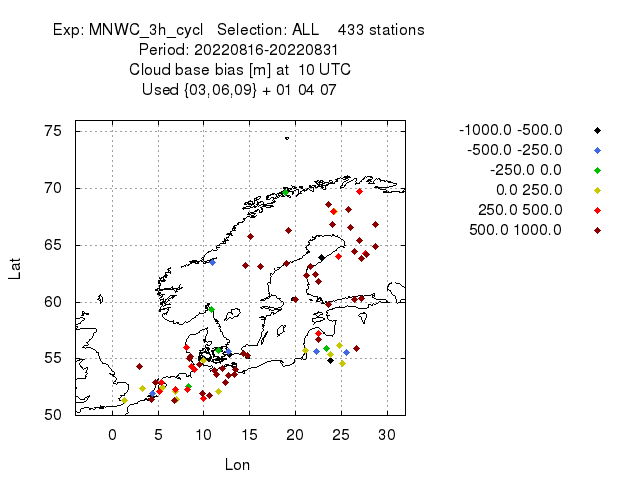 Exp: MNWC_3h_cycl Selection: ALL 433 stations
Period: 20220816-20220831
Cloud base bias [m] at 10 UTC
Used {03,06,09} + 01 04 07
-1000.0 -500.0
-500.0 -250.0
-250.0 0.0
0.0 250.0
250.0 500.0
500.0 1000.0
75
70
65
60
55
50
Lat
0 5 10 15 20 25 30
Lon